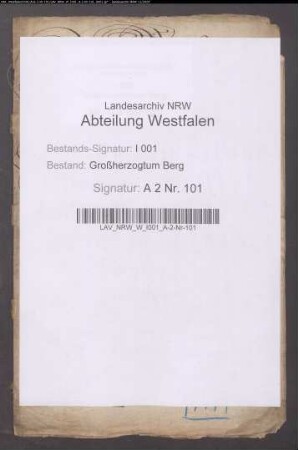 Landesarchiv NRW
Abteilung Westfalen
Bestands-Signatur: I 001
Bestand: Großherzogtum Berg
Signatur: A 2 Nr. 101
LAV_NRW_W_I001_A-2-Nr-101